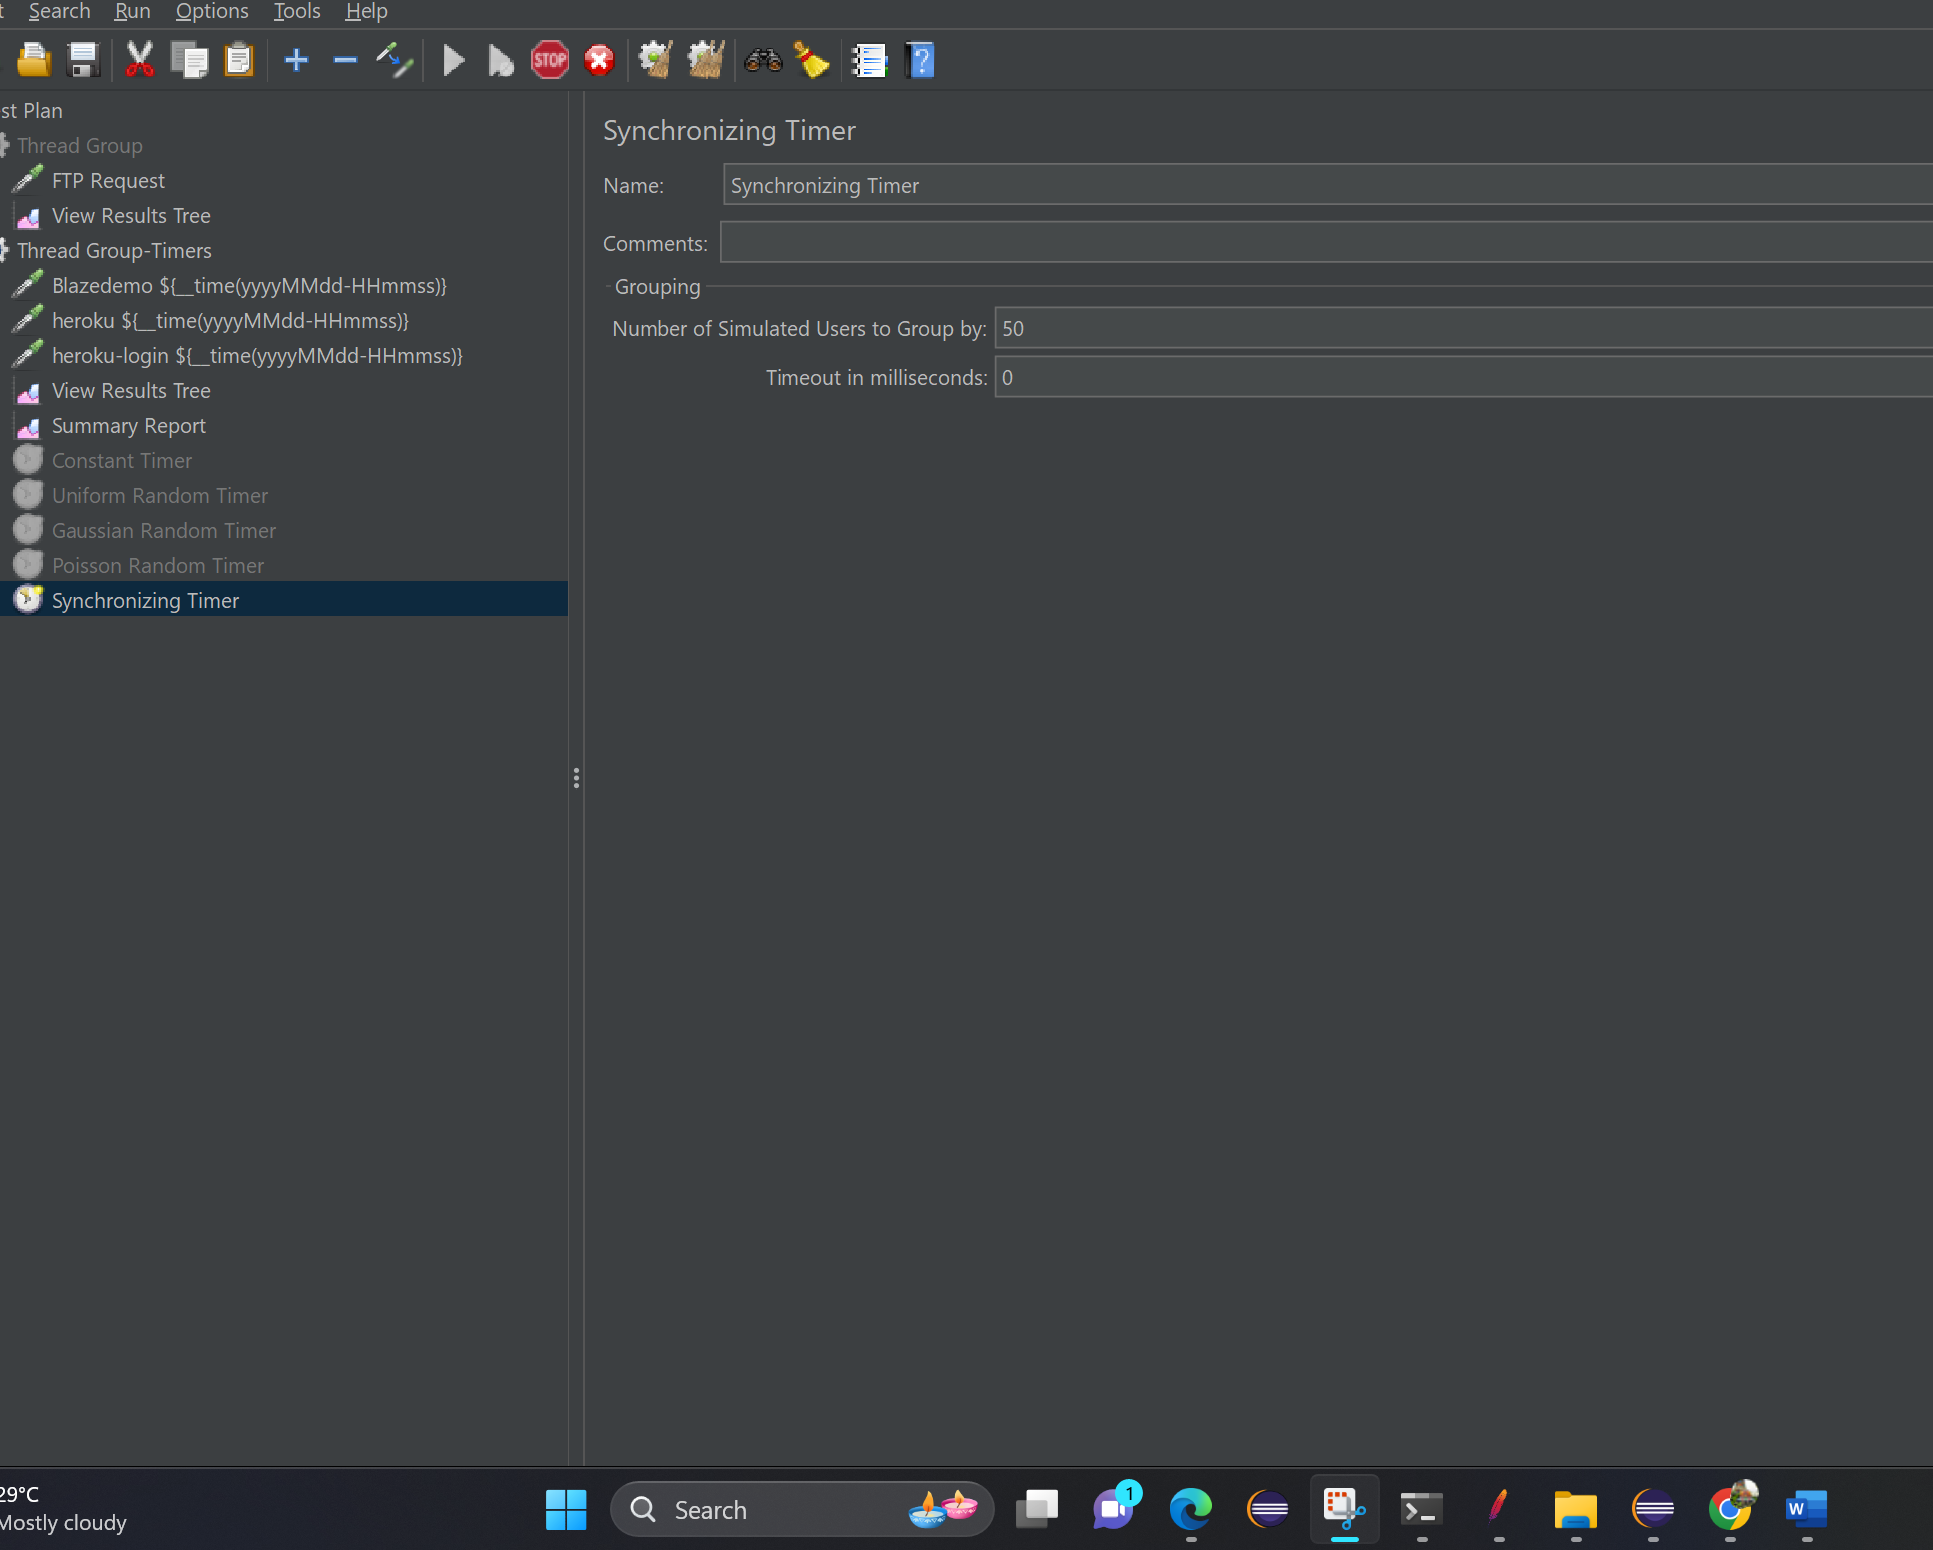 t Search Run Options Tools Help
STOP
st Plan
Thread Group
FTP Request
View Results Tree
Thread Group-Timers
Blazedemo ${__time(yyyyMMdd-HHmmss)}
heroku ${__time(yyyyMMdd-HHmmss)}
heroku-login ${__time(yyyyMMdd-HHmmss)}
View Results Tree
Summary Report
Constant Timer
Uniform Random Timer
Gaussian Random Timer
Poisson Random Timer
Synchronizing Timer
Synchronizing Timer
Name: Synchronizing Timer
Comments:
Grouping
Number of Simulated Users to Group by: 50
Timeout in milliseconds: 0
29°C
Mostly cloudy
Search
1
W